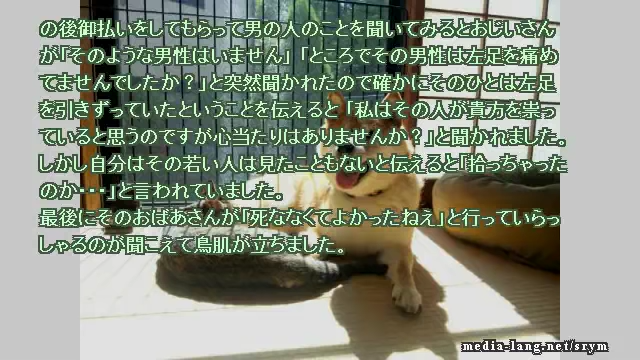 の後御払いをしてもらって男の人のことを聞いてみるとおじいさん
が「そのような男性はいません」「ところでその男性は左足を痛め
てませんでしたか？」と突然聞かれたので確かにそのひとは左足
を引きずっていたということを伝えると「私はその人が貴方を祟っ
ていると思うのですが心当たりはありませんか？」と聞かれました。
しかし自分はその若い人は見たこともないと伝えると「拾っちゃった
のか・・・」と言われていました。
最後にそのおばあさんが「死ななくてよかったねえ」と行っていらっ
しゃるのが聞こえて鳥肌が立ちました。
media-lang.net/srym